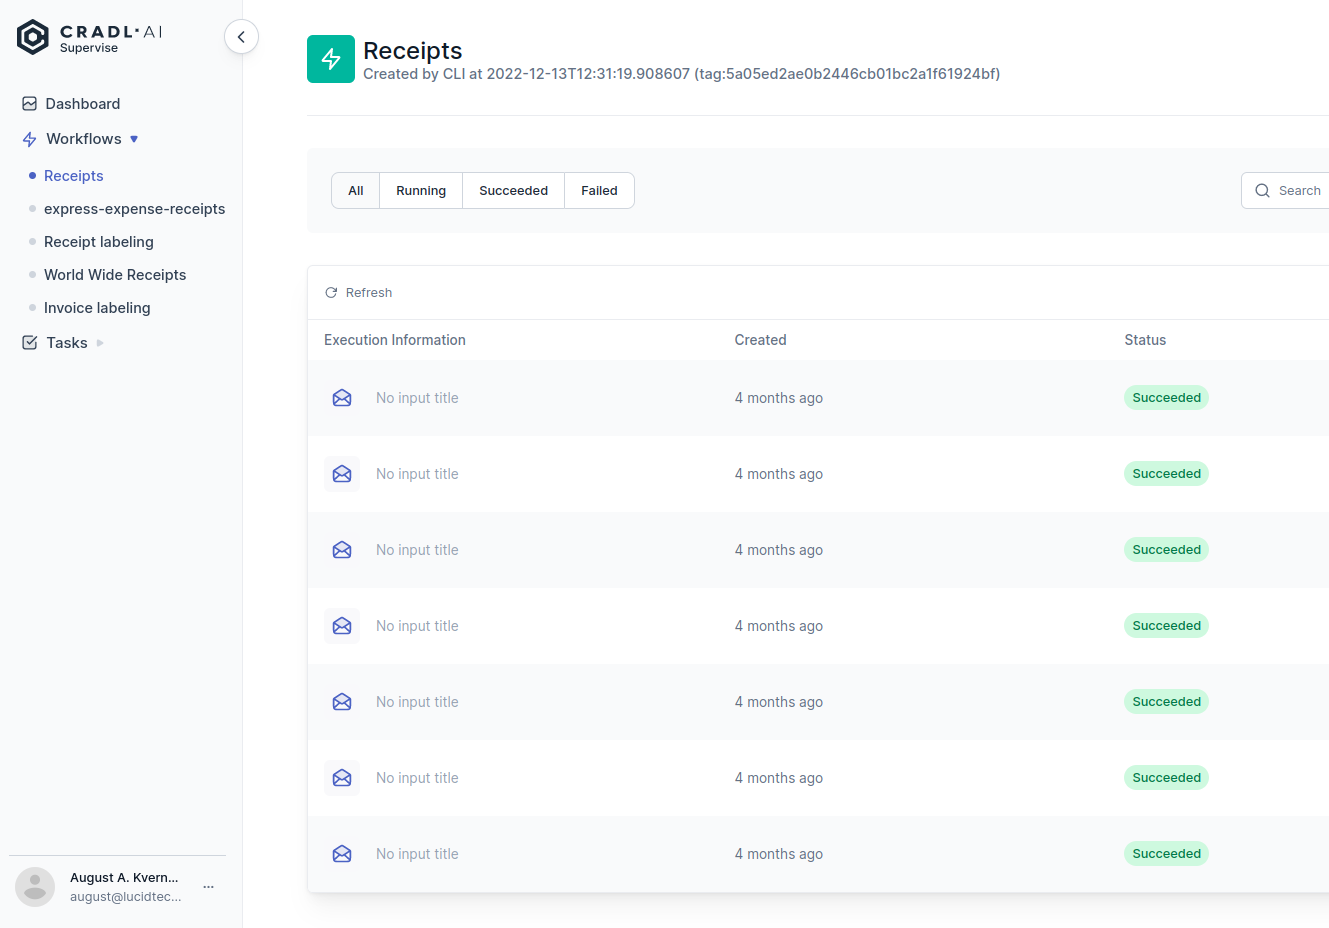 CRADL·AI
Supervise
Dashboard
Workflows
Receipts
express-expense-receipts
Receipt labeling
World Wide Receipts
Invoice labeling
Tasks
August A. Kvern...
august@lucidtec...
...
Receipts
Created by CLI at 2022-12-13T12:31:19.908607 (tag:5a05ed2ae0b2446cb01bc2a1f61924bf)
All Running Succeeded Failed
Search
Refresh
Execution Information Created Status
No input title 4 months ago Succeeded
No input title 4 months ago Succeeded
No input title 4 months ago Succeeded
No input title 4 months ago Succeeded
No input title 4 months ago Succeeded
No input title 4 months ago Succeeded
No input title 4 months ago Succeeded